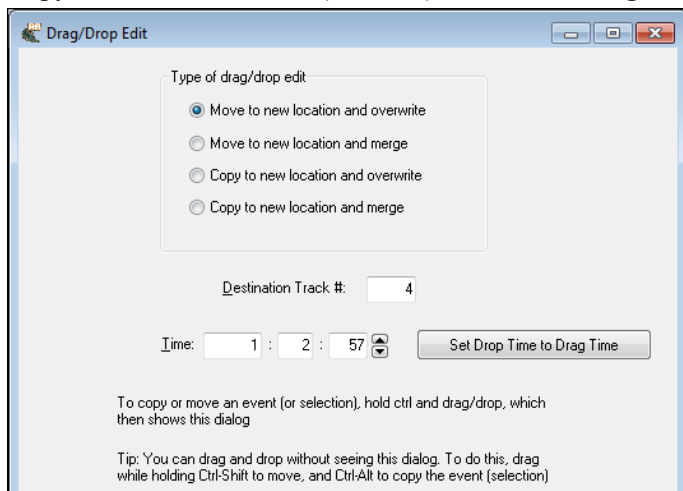 Drag/Drop Edit
Type of drag/drop edit
Move to new location and overwrite
Move to new location and merge
Copy to new location and overwrite
Copy to new location and merge
Destination Track #: 4
Time: 1 : 2 : 57 Set Drop Time to Drag Time
To copy or move an event (or selection), hold ctrl and drag/drop, which
then shows this dialog
Tip: You can drag and drop without seeing this dialog. To do this, drag
while holding Ctrl-Shift to move, and Ctrl-Alt to copy the event (selection)